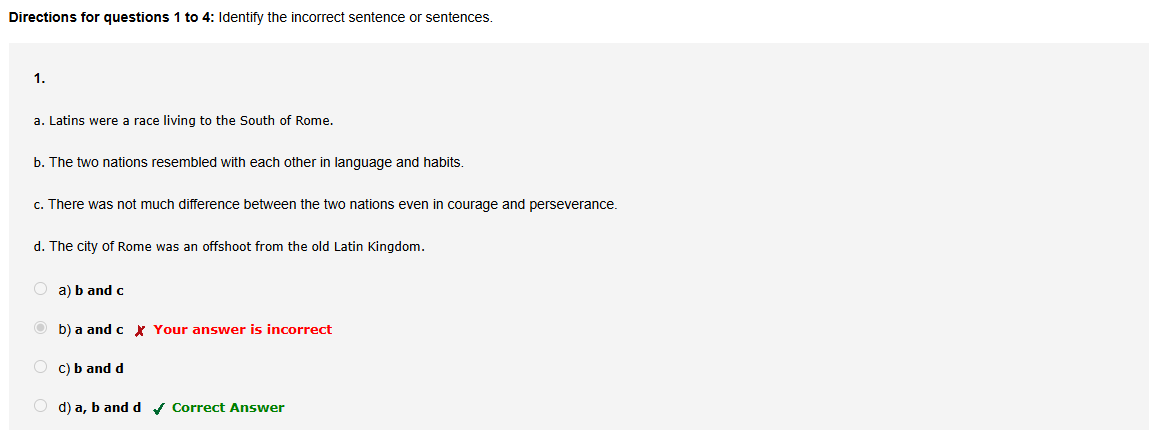 Directions for questions 1 to 4: Identify the incorrect sentence or sentences.
1.
a. Latins were a race living to the South of Rome.
b. The two nations resembled with each other in language and habits.
c. There was not much difference between the two nations even in courage and perseverance.
d. The city of Rome was an offshoot from the old Latin Kingdom.
a) b and c
b) a and c ✗ Your answer is incorrect
c) b and d
d) a, b and d ✓ Correct Answer